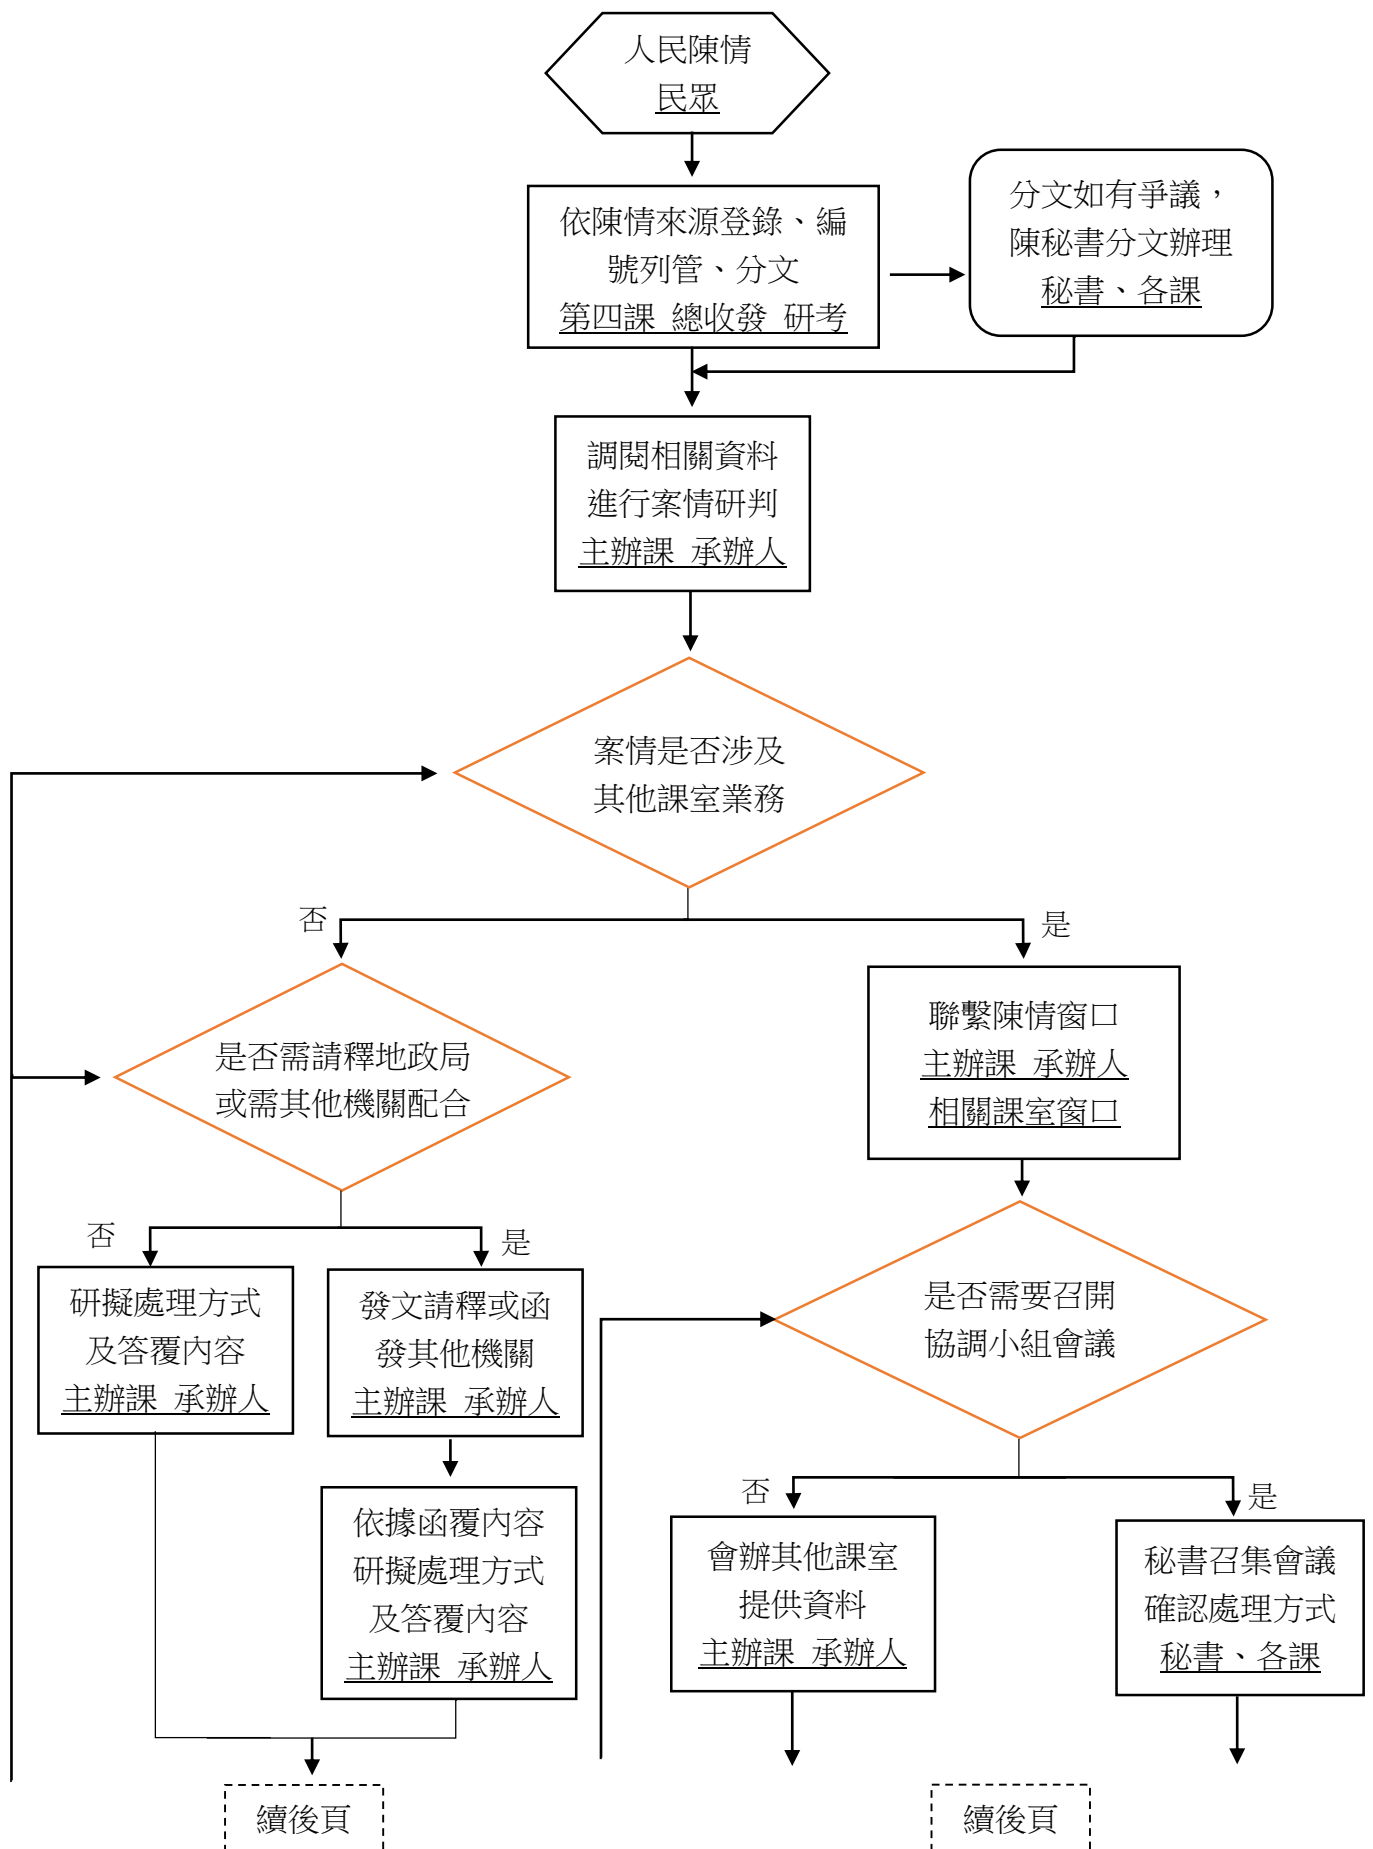 人民陳情
民眾
依陳情來源登錄、編
號列管、分文
第四課 總收發 研考
分文如有爭議，
陳秘書分文辦理
秘書、各課
調閱相關資料
進行案情研判
主辦課 承辦人
案情是否涉及
其他課室業務
否
是
是否需請釋地政局
或需其他機關配合
聯繫陳情窗口
主辦課 承辦人
相關課室窗口
否
是
研擬處理方式
及答覆內容
主辦課 承辦人
發文請釋或函
發其他機關
主辦課 承辦人
是否需要召開
協調小組會議
依據函覆內容
研擬處理方式
及答覆內容
主辦課 承辦人
否
是
會辦其他課室
提供資料
主辦課 承辦人
秘書召集會議
確認處理方式
秘書、各課
續後頁
續後頁